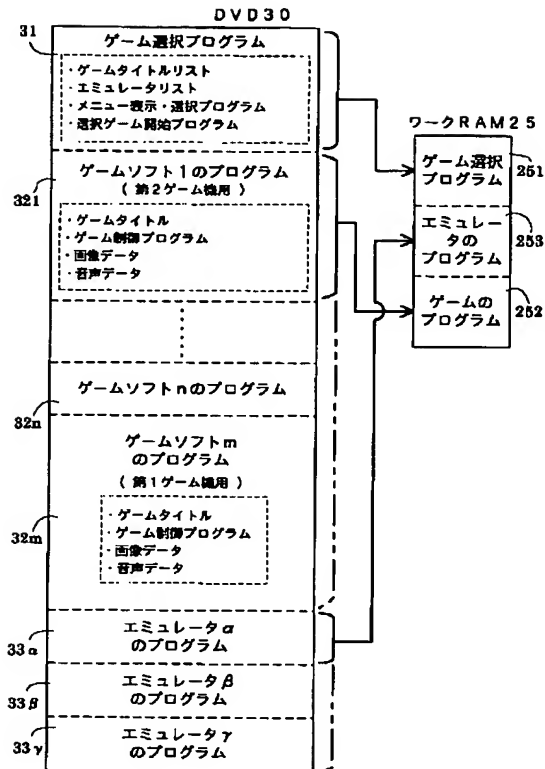 DVD30
31
ゲーム選択プログラム
・ゲームタイトルリスト
・エミュレータリスト
・メニュー表示・選択プログラム
・選択ゲーム開始プログラム
321
ゲームソフト1のプログラム
(第2ゲーム機用)
・ゲームタイトル
・ゲーム制御プログラム
・画像データ
・音声データ
ゲームソフトnのプログラム
32n
ゲームソフトm
のプログラム
(第1ゲーム機用)
・ゲームタイトル
・ゲーム制御プログラム
・画像データ
・音声データ
32m
エミュレータα
のプログラム
33α
エミュレータβ
のプログラム
33β
エミュレータγ
のプログラム
33γ
ワークRAM25
ゲーム選択
プログラム
251
エミュレー
タの
プログラム
253
ゲームの
プログラム
252